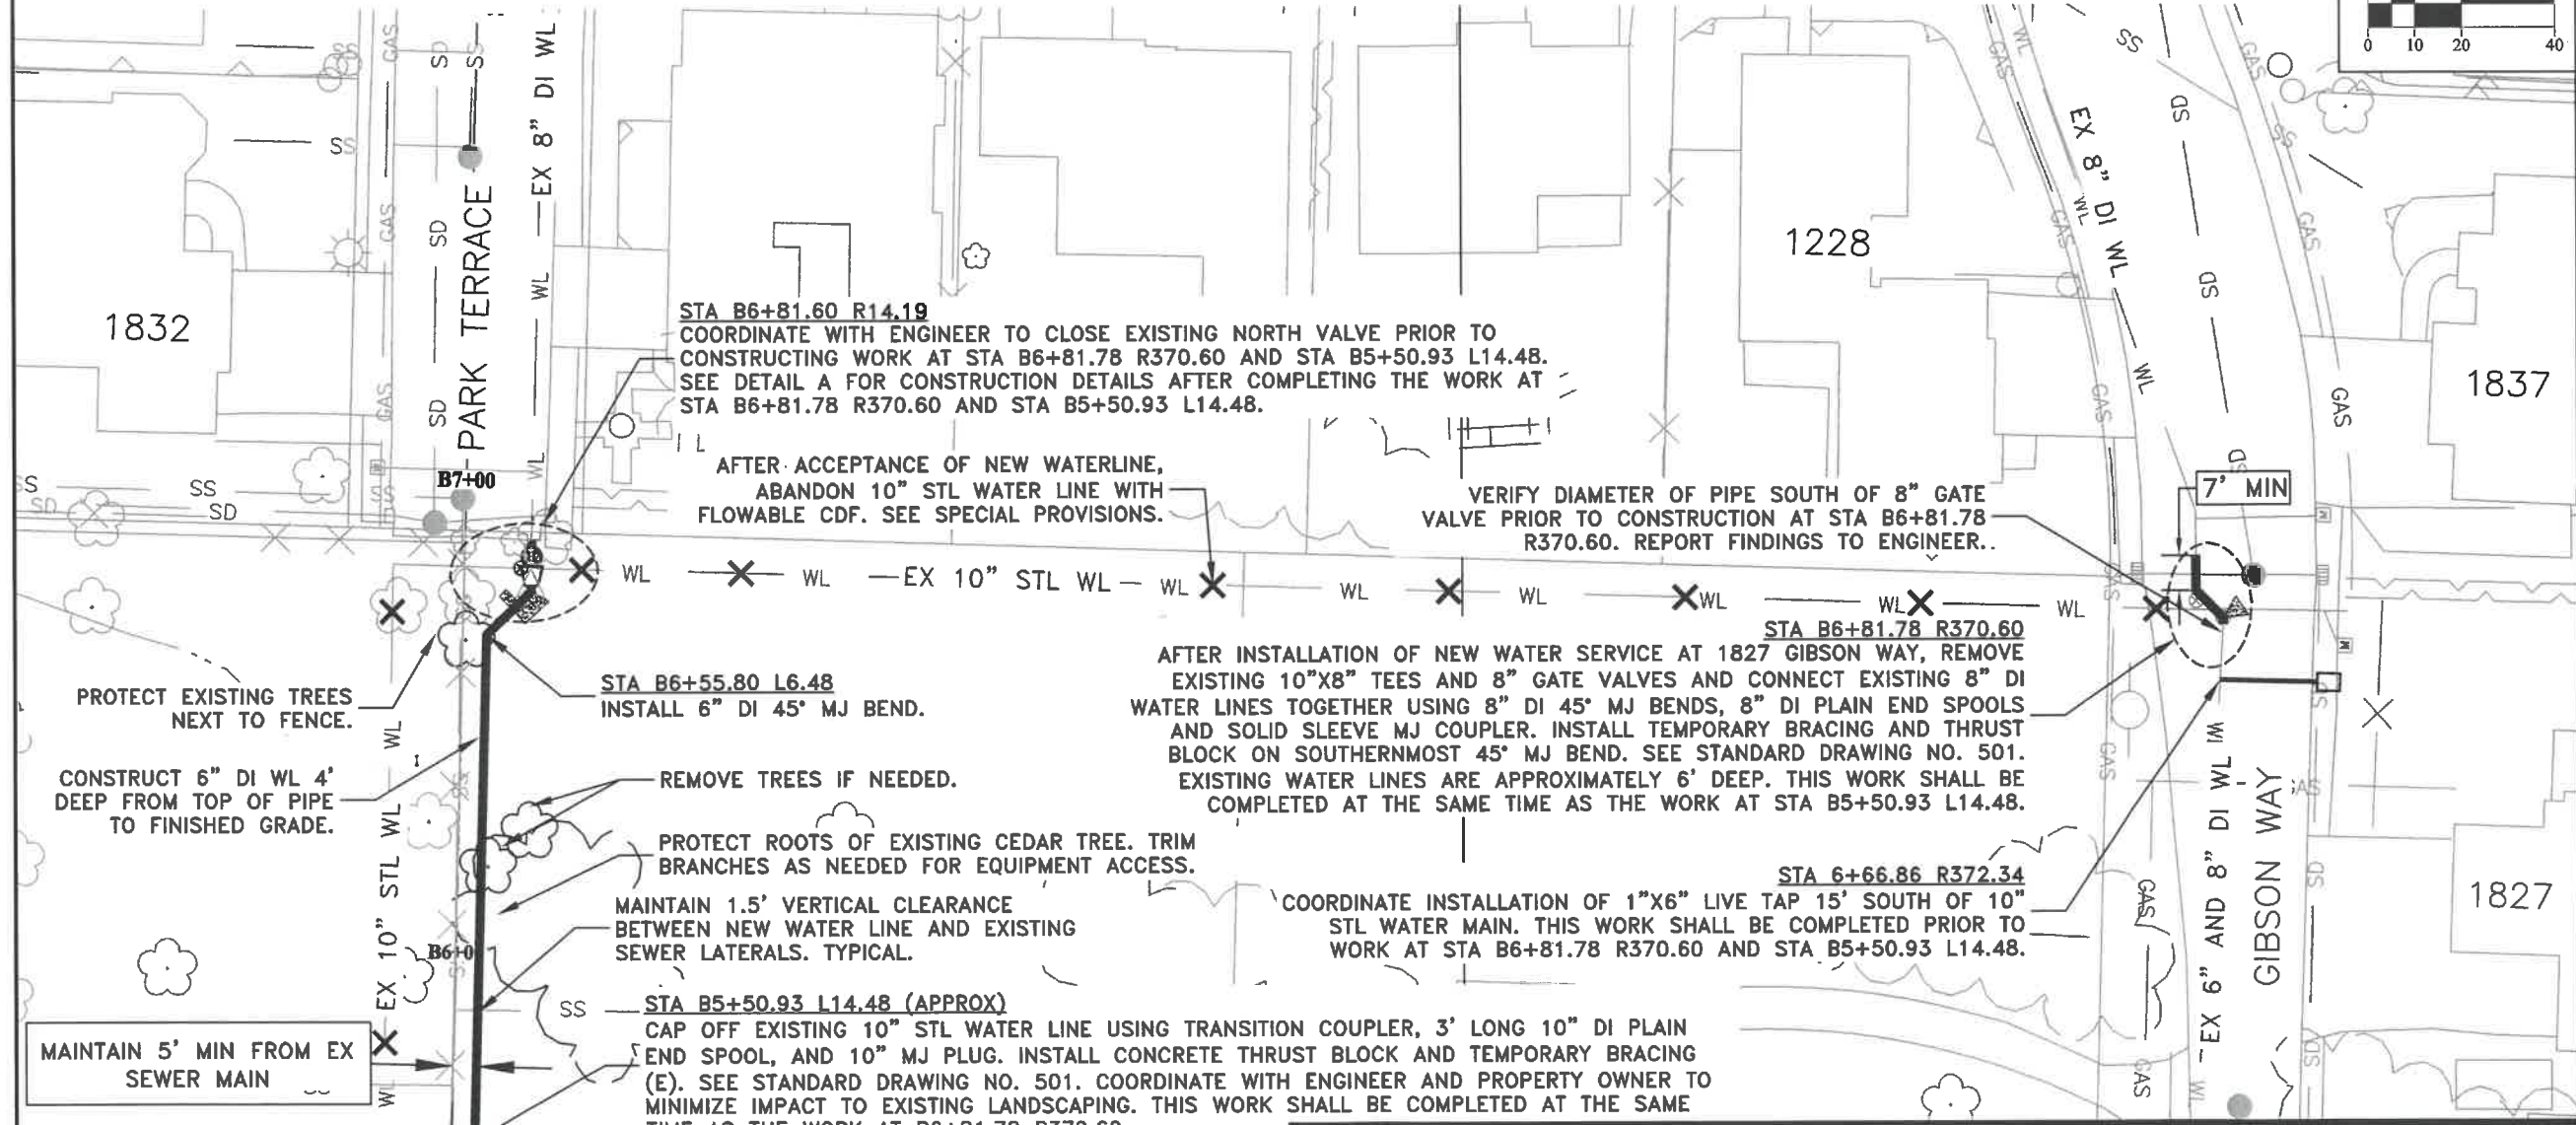 0 10 20 40
EX 8" DI WL
PARK TERRACE
1832
1228
EX 8" DI WL
1837
STA B6+81.60 R14.19
COORDINATE WITH ENGINEER TO CLOSE EXISTING NORTH VALVE PRIOR TO
CONSTRUCTING WORK AT STA B6+81.78 R370.60 AND STA B5+50.93 L14.48.
SEE DETAIL A FOR CONSTRUCTION DETAILS AFTER COMPLETING THE WORK AT
STA B6+81.78 R370.60 AND STA B5+50.93 L14.48.
B7+00
AFTER ACCEPTANCE OF NEW WATERLINE,
ABANDON 10" STL WATER LINE WITH
FLOWABLE CDF. SEE SPECIAL PROVISIONS.
VERIFY DIAMETER OF PIPE SOUTH OF 8" GATE
VALVE PRIOR TO CONSTRUCTION AT STA B6+81.78
R370.60. REPORT FINDINGS TO ENGINEER..
7' MIN
SS SS
SD SD
WL WL EX 10" STL WL WL WL WL WL WL WL
PROTECT EXISTING TREES
NEXT TO FENCE.
STA B6+55.80 L6.48
INSTALL 6" DI 45° MJ BEND.
STA B6+81.78 R370.60
AFTER INSTALLATION OF NEW WATER SERVICE AT 1827 GIBSON WAY, REMOVE
EXISTING 10"X8" TEES AND 8" GATE VALVES AND CONNECT EXISTING 8" DI
WATER LINES TOGETHER USING 8" DI 45° MJ BENDS, 8" DI PLAIN END SPOOLS
AND SOLID SLEEVE MJ COUPLER. INSTALL TEMPORARY BRACING AND THRUST
BLOCK ON SOUTHERNMOST 45° MJ BEND. SEE STANDARD DRAWING NO. 501.
EXISTING WATER LINES ARE APPROXIMATELY 6' DEEP. THIS WORK SHALL BE
COMPLETED AT THE SAME TIME AS THE WORK AT STA B5+50.93 L14.48.
CONSTRUCT 6" DI WL 4'
DEEP FROM TOP OF PIPE
TO FINISHED GRADE.
REMOVE TREES IF NEEDED.
PROTECT ROOTS OF EXISTING CEDAR TREE. TRIM
BRANCHES AS NEEDED FOR EQUIPMENT ACCESS.
MAINTAIN 1.5' VERTICAL CLEARANCE
BETWEEN NEW WATER LINE AND EXISTING
SEWER LATERALS. TYPICAL.
STA 6+66.86 R372.34
COORDINATE INSTALLATION OF 1"X6" LIVE TAP 15' SOUTH OF 10"
STL WATER MAIN. THIS WORK SHALL BE COMPLETED PRIOR TO
WORK AT STA B6+81.78 R370.60 AND STA B5+50.93 L14.48.
1827
GIBSON WAY
EX 6" AND 8" DI WL
EX 10" STL WL WL
B6+0
MAINTAIN 5' MIN FROM EX
SEWER MAIN
SS
STA B5+50.93 L14.48 (APPROX)
CAP OFF EXISTING 10" STL WATER LINE USING TRANSITION COUPLER, 3' LONG 10" DI PLAIN
END SPOOL, AND 10" MJ PLUG. INSTALL CONCRETE THRUST BLOCK AND TEMPORARY BRACING
(E). SEE STANDARD DRAWING NO. 501. COORDINATE WITH ENGINEER AND PROPERTY OWNER TO
MINIMIZE IMPACT TO EXISTING LANDSCAPING. THIS WORK SHALL BE COMPLETED AT THE SAME